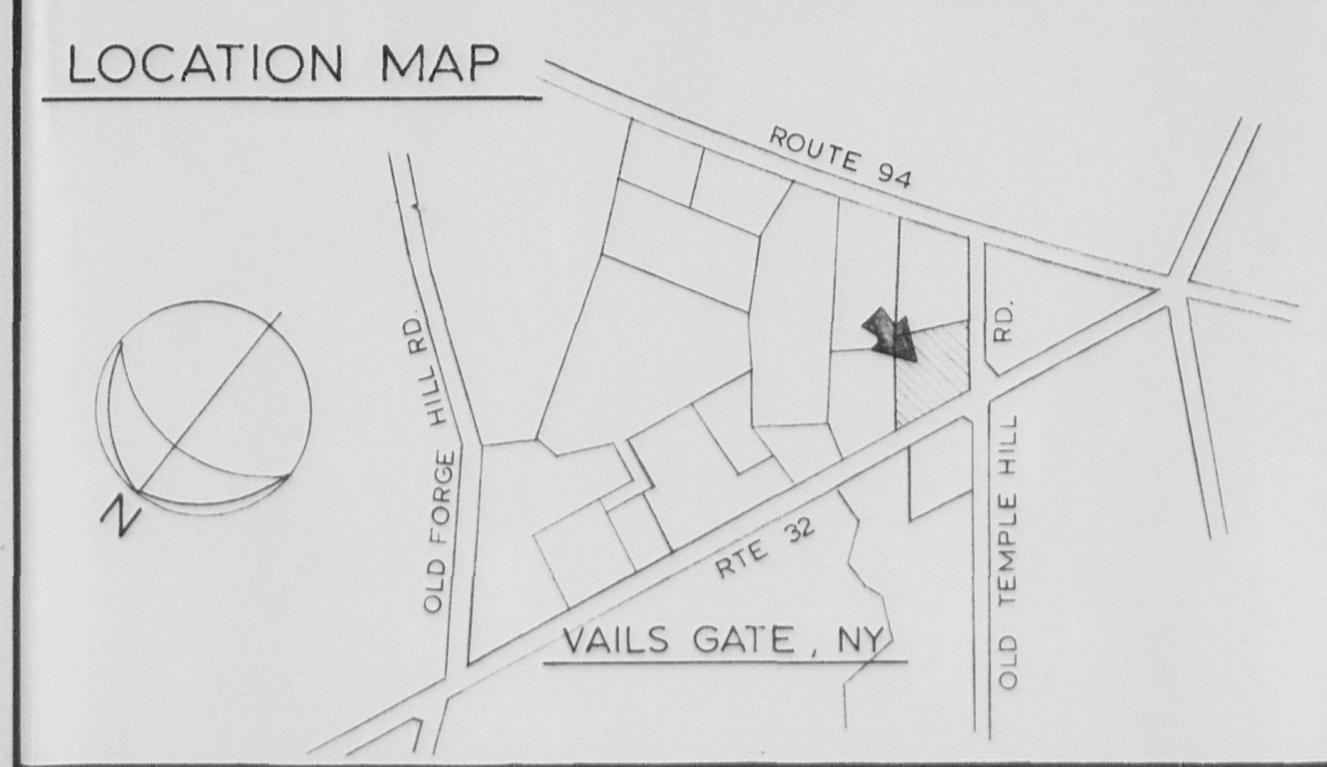 LOCATION MAP
ROUTE 94
OLD FORGE HILL RD.
RD.
OLD TEMPLE HILL
N
RTE 32
VAILS GATE, NY